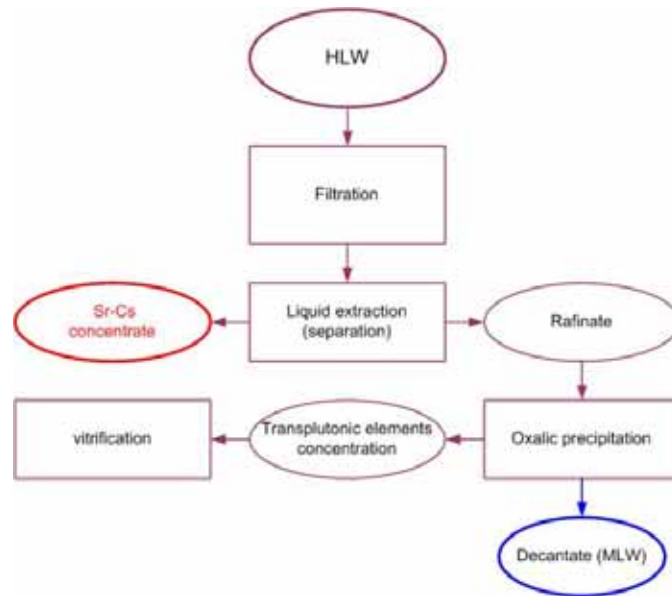 HLW
Filtration
Sr-Cs
concentrate
Liquid extraction
(separation)
Rafinate
vitrification
Transplutonic elements
concentration
Oxalic precipitation
Decantate (MLW)